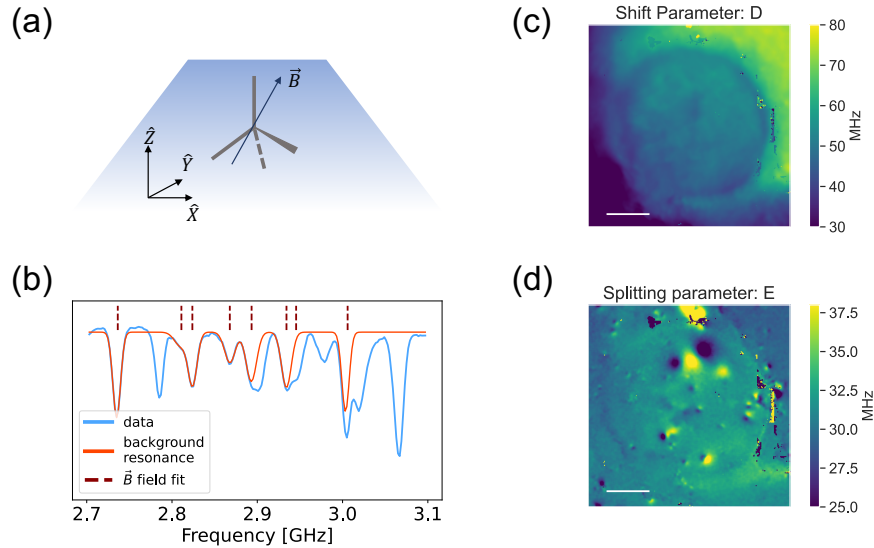 (a)
B⃗
Ẑ
Ŷ
X̂
(b)
data
background
resonance
B⃗ field fit
2.7 2.8 2.9 3.0 3.1
Frequency [GHz]
(c)
Shift Parameter: D
80
70
60
50
40
30
MHz
(d)
Splitting parameter: E
37.5
35.0
32.5
30.0
27.5
25.0
MHz